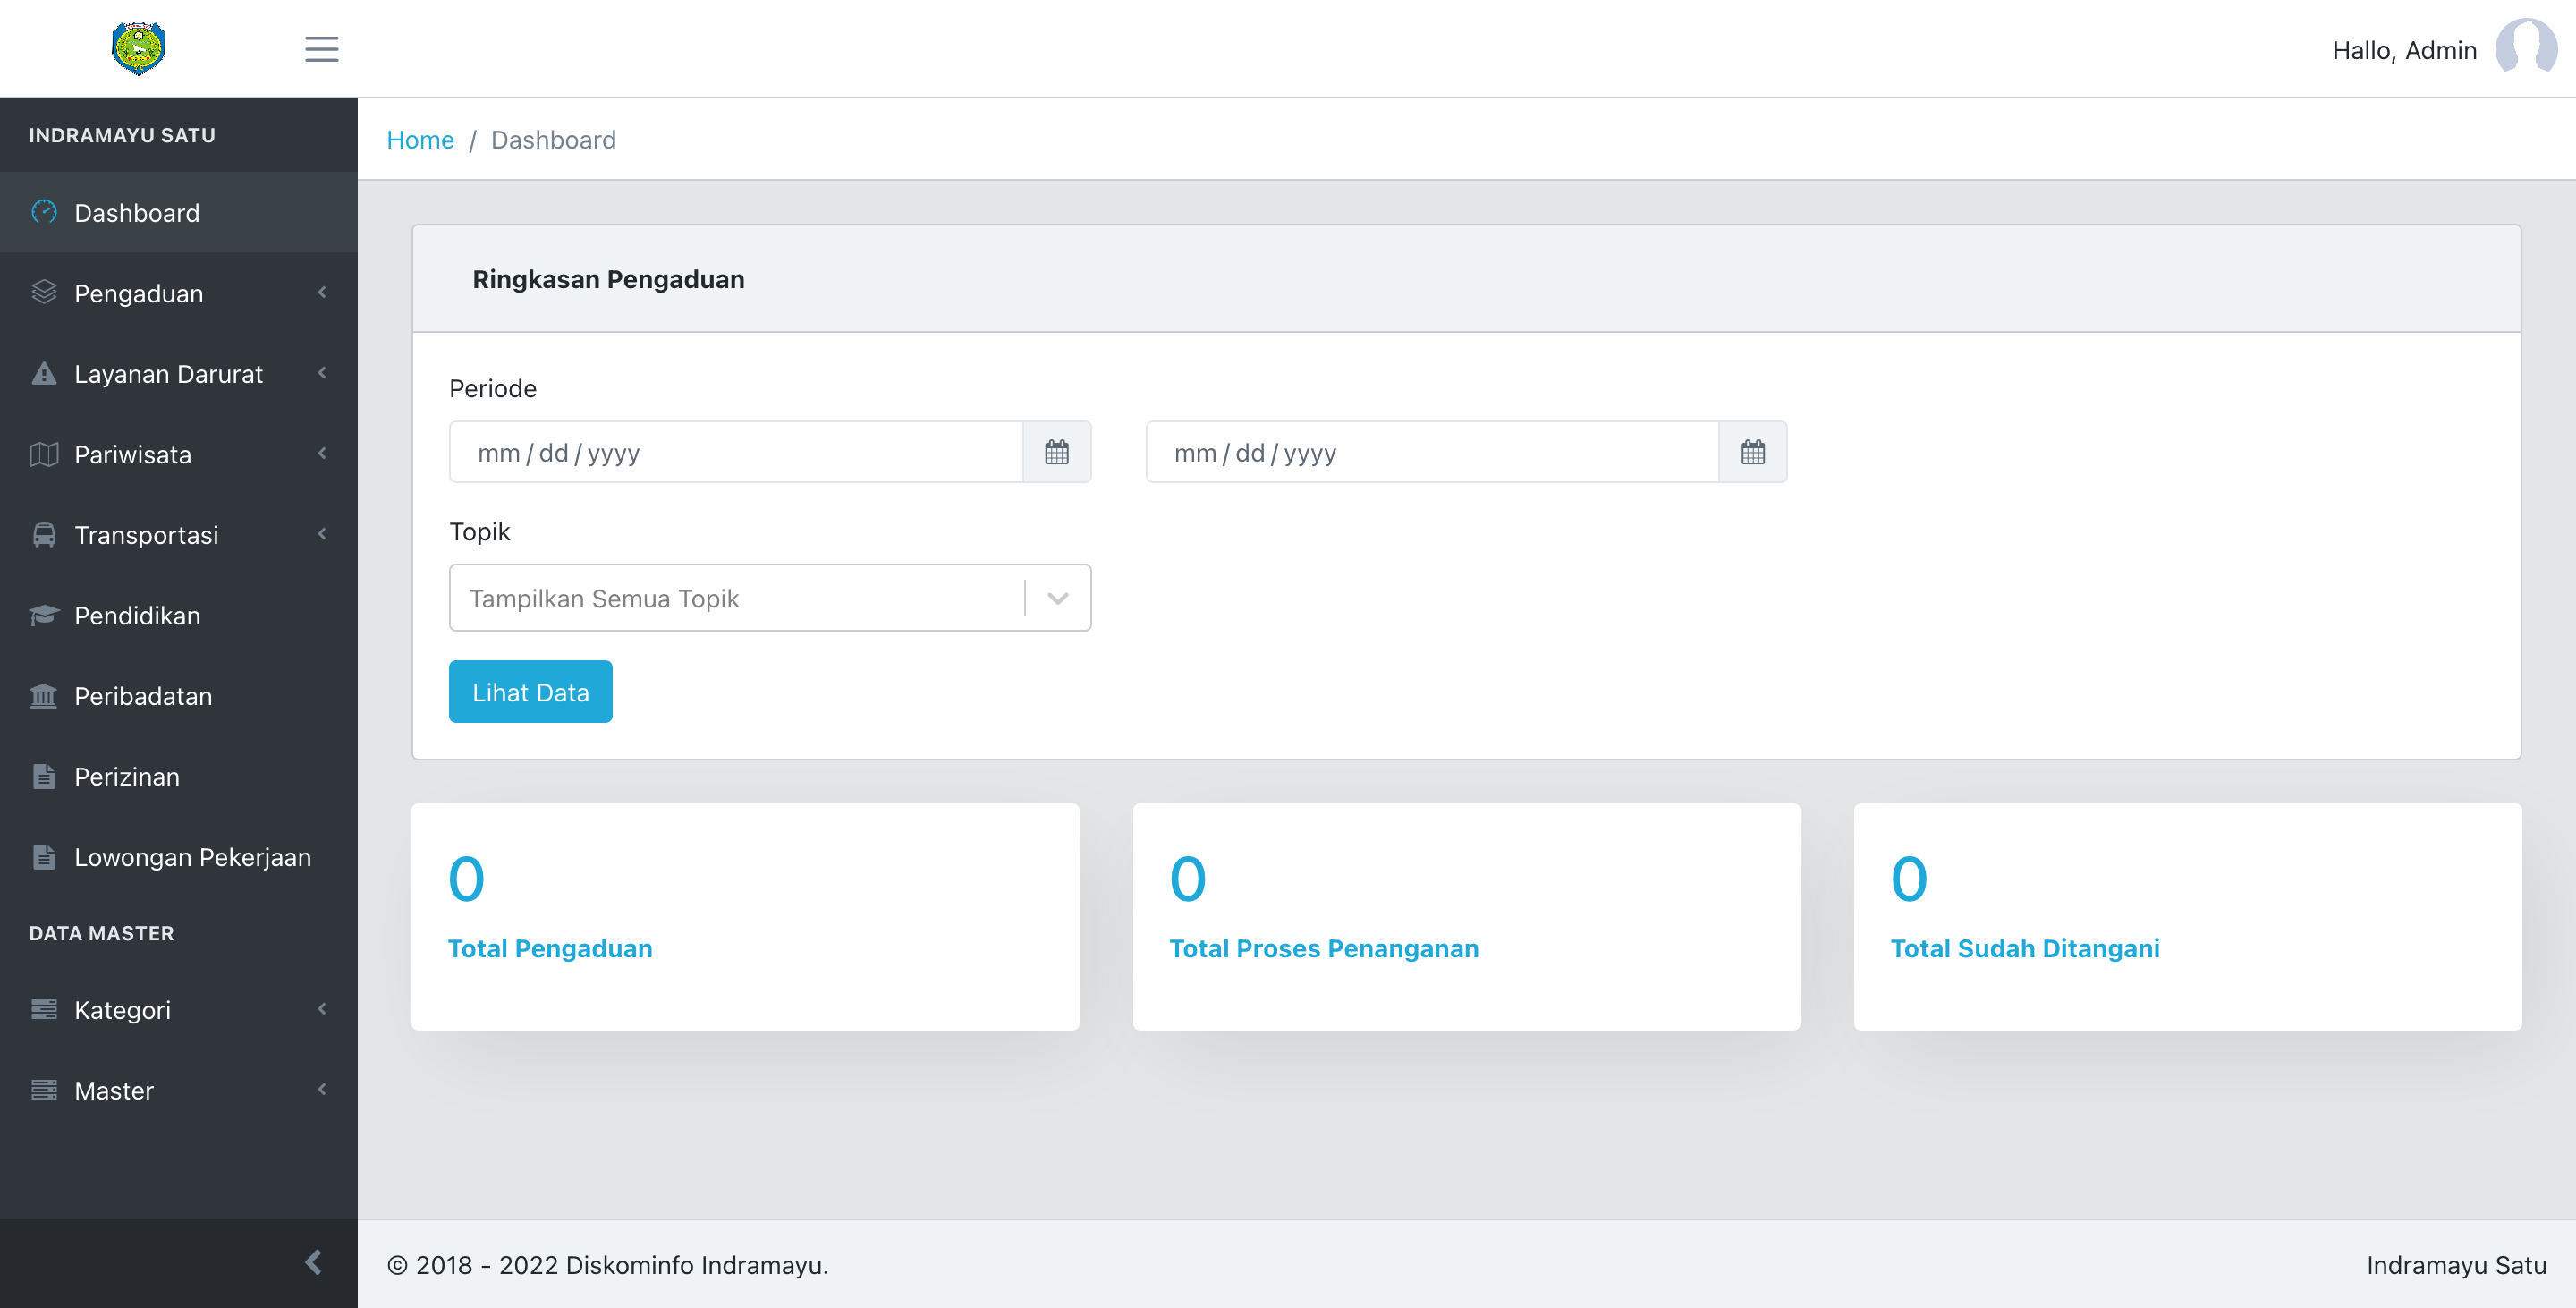 Hallo, Admin
INDRAMAYU SATU
Dashboard
Pengaduan
Layanan Darurat
Pariwisata
Transportasi
Pendidikan
Peribadatan
Perizinan
Lowongan Pekerjaan
DATA MASTER
Kategori
Master
Home / Dashboard
Ringkasan Pengaduan
Periode
mm/dd/yyyy mm/dd/yyyy
Topik
Tampilkan Semua Topik
Lihat Data
0
Total Pengaduan
0
Total Proses Penanganan
0
Total Sudah Ditangani
© 2018 - 2022 Diskominfo Indramayu.
Indramayu Satu